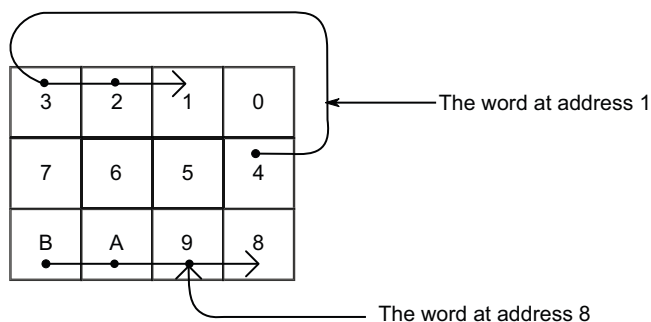 3 2 1 0
The word at address 1
7 6 5 4
B A 9 8
The word at address 8